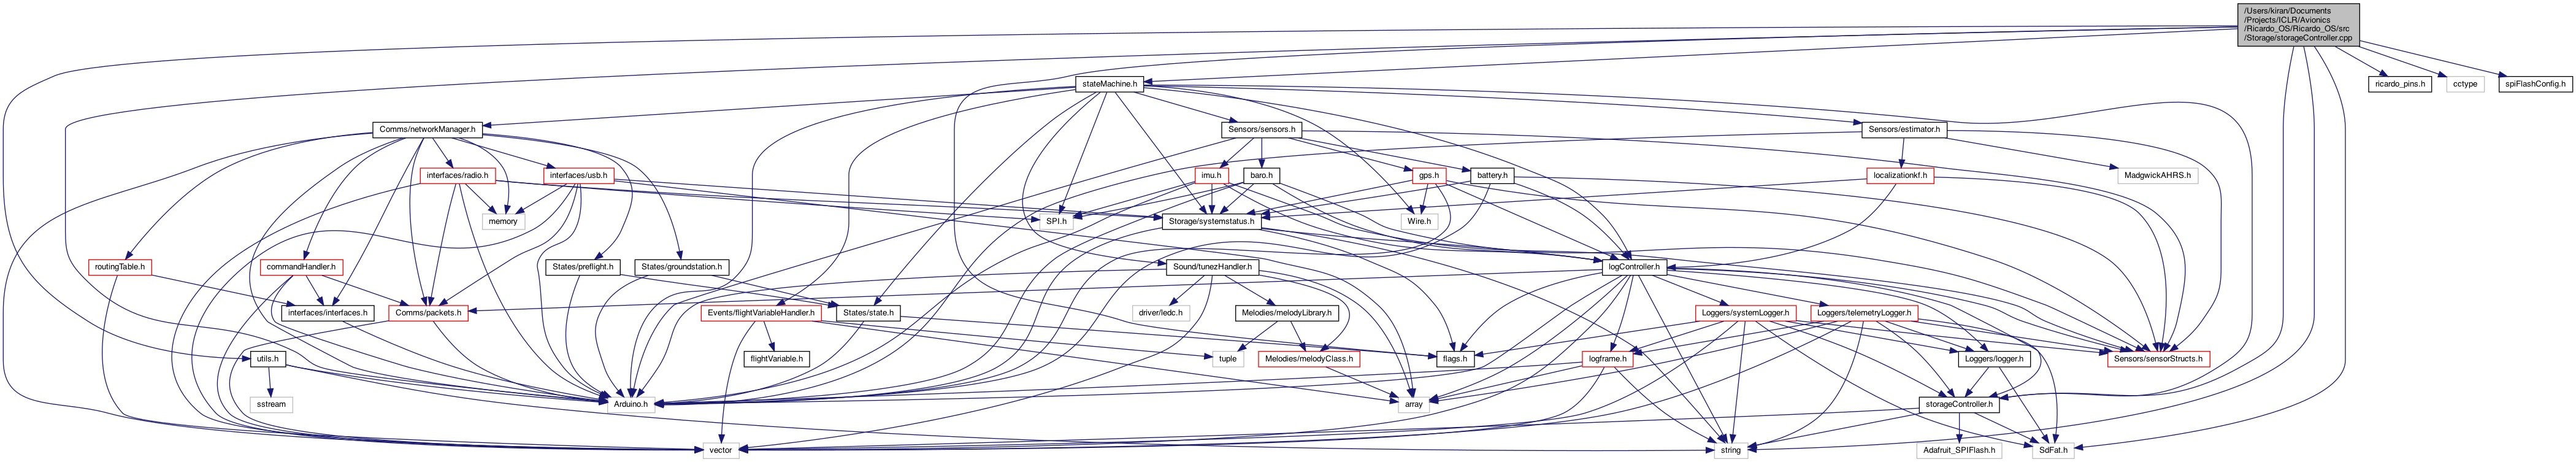 /Users/kiran/Documents
/Projects/ICLR/Avionics
/Ricardo_OS/Ricardo_OS/src
/Storage/storageController.cpp
stateMachine.h
ricardo_pins.h
cctype
spiFlashConfig.h
Comms/networkManager.h
Sensors/sensors.h
Sensors/estimator.h
interfaces/radio.h
interfaces/usb.h
imu.h
baro.h
gps.h
battery.h
localizationkf.h
MadgwickAHRS.h
memory
SPI.h
Storage/systemstatus.h
Wire.h
routingTable.h
commandHandler.h
States/preflight.h
States/groundstation.h
Sound/tunezHandler.h
logController.h
interfaces/interfaces.h
Comms/packets.h
Events/flightVariableHandler.h
States/state.h
driver/ledc.h
Melodies/melodyLibrary.h
Loggers/systemLogger.h
Loggers/telemetryLogger.h
utils.h
flightVariable.h
tuple
Melodies/melodyClass.h
flags.h
logframe.h
Loggers/logger.h
Sensors/sensorStructs.h
sstream
Arduino.h
array
storageController.h
vector
string
Adafruit_SPIFlash.h
SdFat.h